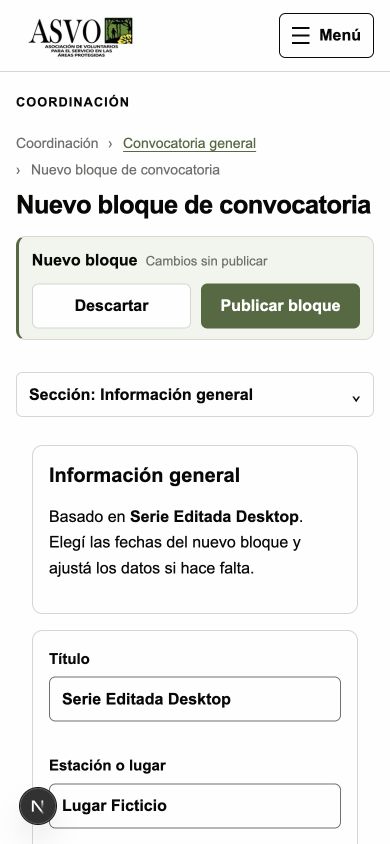 ASVO
ASOCIACIÓN DE VOLUNTARIOS
PARA EL SERVICIO EN LAS
ÁREAS PROTEGIDAS
Menú
COORDINACIÓN
Coordinación › Convocatoria general
› Nuevo bloque de convocatoria
Nuevo bloque de convocatoria
Nuevo bloque Cambios sin publicar
Descartar
Publicar bloque
Sección: Información general
Información general
Basado en Serie Editada Desktop.
Elegí las fechas del nuevo bloque y
ajustá los datos si hace falta.
Título
Serie Editada Desktop
Estación o lugar
N
Lugar Ficticio